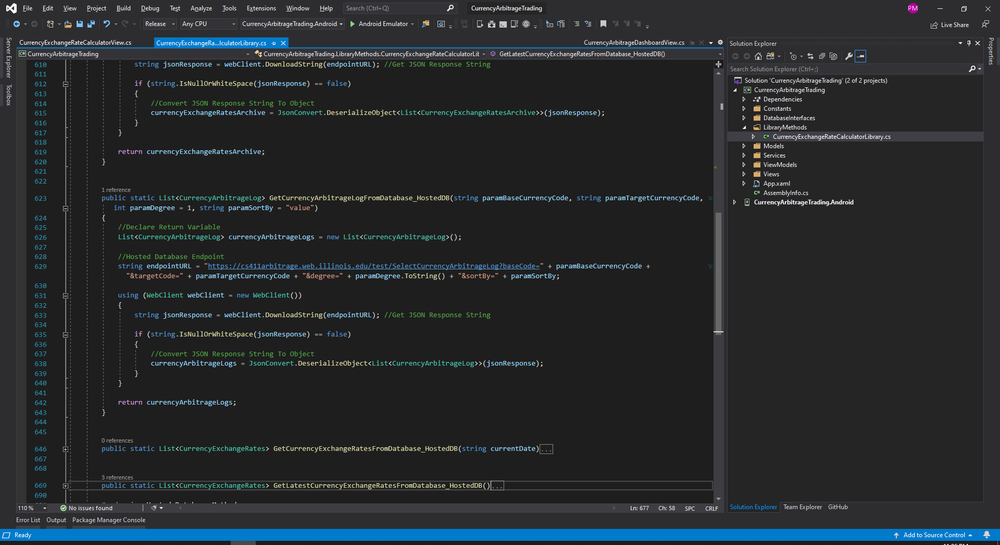 File Edit View Project Build Debug Test Analyze Tools Extensions Window Help Search (Ctrl+Q) CurrencyArbitrageTrading PM
Release Any CPU CurrencyArbitrageTrading.Android Android Emulator Live Share
Server Explorer
Toolbox
CurrencyExchangeRateCalculatorView.cs CurrencyExchangeRa...lculatorLibrary.cs CurrencyArbitrageDashboardView.cs
CurrencyArbitrageTrading CurrencyArbitrageTrading.LibraryMethods.CurrencyExchangeRateCalculatorLit GetLatestCurrencyExchangeRatesFromDatabase_HostedDB()
610 string jsonResponse = webClient.DownloadString(endpointURL); //Get JSON Response String
611
612 if (string.IsNullOrWhiteSpace(jsonResponse) == false)
613 {
614 //Convert JSON Response String To Object
615 currencyExchangeRatesArchive = JsonConvert.DeserializeObject<List<CurrencyExchangeRatesArchive>>(jsonResponse);
616 }
617 }
618
619 return currencyExchangeRatesArchive;
620 }
621
622
1 reference
623 public static List<CurrencyArbitrageLog> GetCurrencyArbitrageLogFromDatabase_HostedDB(string paramBaseCurrencyCode, string paramTargetCurrencyCode,
int paramDegree = 1, string paramSortBy = "value")
624 {
625 //Declare Return Variable
626 List<CurrencyArbitrageLog> currencyArbitrageLogs = new List<CurrencyArbitrageLog>();
627
628 //Hosted Database Endpoint
629 string endpointURL = "https://cs411arbitrage.web.illinois.edu/test/SelectCurrencyArbitrageLog?baseCode=" + paramBaseCurrencyCode +
"&targetCode=" + paramTargetCurrencyCode + "&degree=" + paramDegree.ToString() + "&sortBy=" + paramSortBy;
630
631 using (WebClient webClient = new WebClient())
632 {
633 string jsonResponse = webClient.DownloadString(endpointURL); //Get JSON Response String
634
635 if (string.IsNullOrWhiteSpace(jsonResponse) == false)
636 {
637 //Convert JSON Response String To Object
638 currencyArbitrageLogs = JsonConvert.DeserializeObject<List<CurrencyArbitrageLog>>(jsonResponse);
639 }
640 }
641
642 return currencyArbitrageLogs;
643 }
644
645
0 references
646 public static List<CurrencyExchangeRates> GetCurrencyExchangeRatesFromDatabase_HostedDB(string currentDate)...
667
668
3 references
669 public static List<CurrencyExchangeRates> GetLatestCurrencyExchangeRatesFromDatabase_HostedDB()...
690
110 % No issues found Ln: 677 Ch: 58 SPC CRLF
Solution Explorer
Search Solution Explorer (Ctrl+;)
Solution 'CurrencyArbitrageTrading' (2 of 2 projects)
CurrencyArbitrageTrading
Dependencies
Constants
DatabaseInterfaces
LibraryMethods
CurrencyExchangeRateCalculatorLibrary.cs
Models
Services
ViewModels
Views
App.xaml
AssemblyInfo.cs
CurrencyArbitrageTrading.Android
Solution Explorer Team Explorer GitHub
Properties
Error List Output Package Manager Console
Ready Add to Source Control